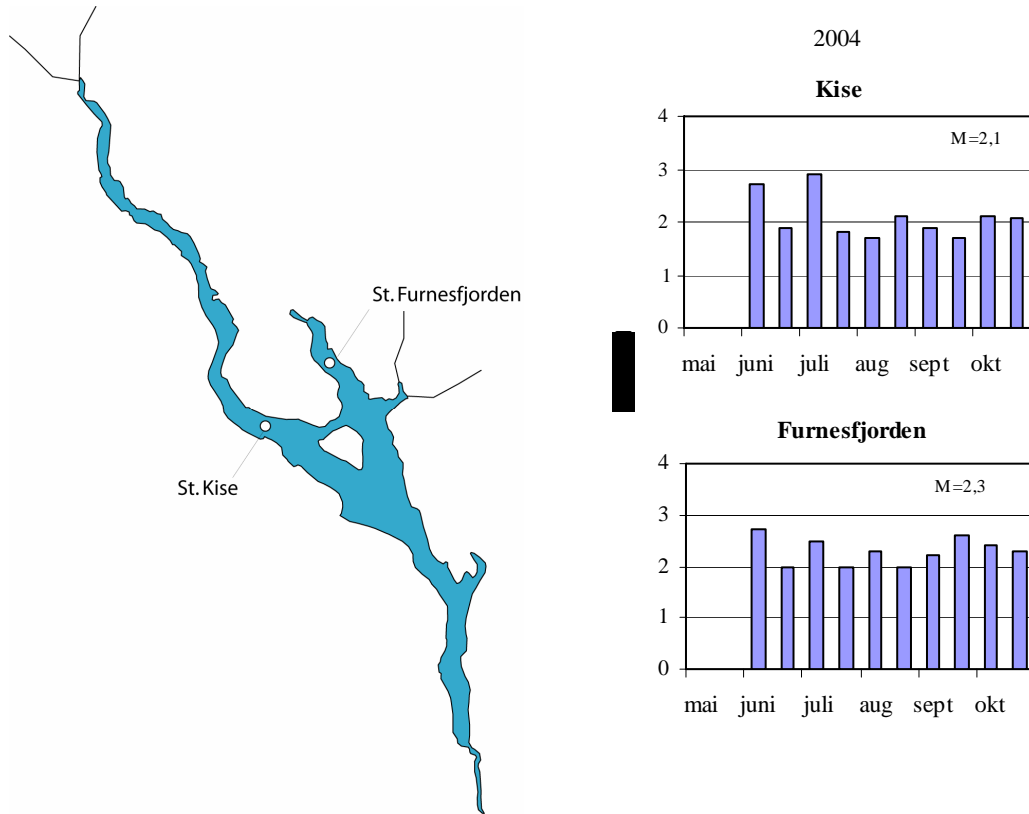 St. Furnesfjorden
St. Kise
2004
Kise
4
M=2,1
3
2
1
0
mai juni juli aug sept okt
Furnesfjorden
4
M=2,3
3
2
1
0
mai juni juli aug sept okt